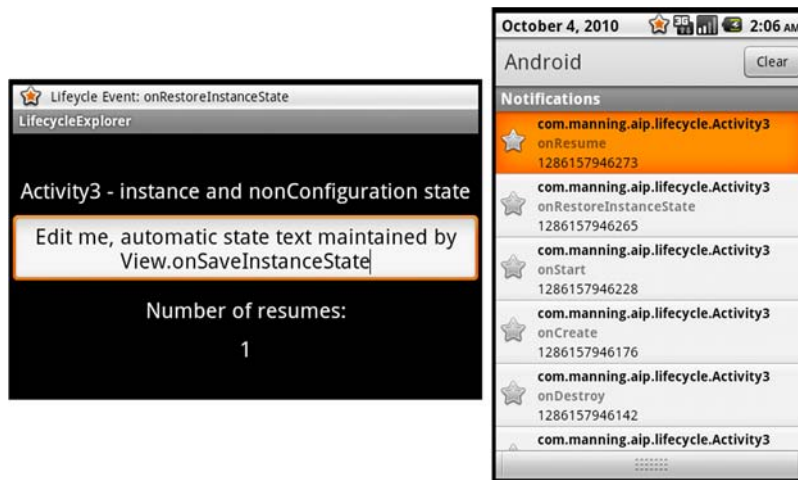 Lifeycle Event: onRestoreInstanceState
LifecycleExplorer
Activity3 - instance and nonConfiguration state
Edit me, automatic state text maintained by
View.onSaveInstanceState
Number of resumes:
1
October 4, 2010 3G 2:06 AM
Android Clear
Notifications
com.manning.aip.lifecycle.Activity3
onResume
1286157946273
com.manning.aip.lifecycle.Activity3
onRestoreInstanceState
1286157946265
com.manning.aip.lifecycle.Activity3
onStart
1286157946228
com.manning.aip.lifecycle.Activity3
onCreate
1286157946176
com.manning.aip.lifecycle.Activity3
onDestroy
1286157946142
com.manning.aip.lifecycle.Activity3